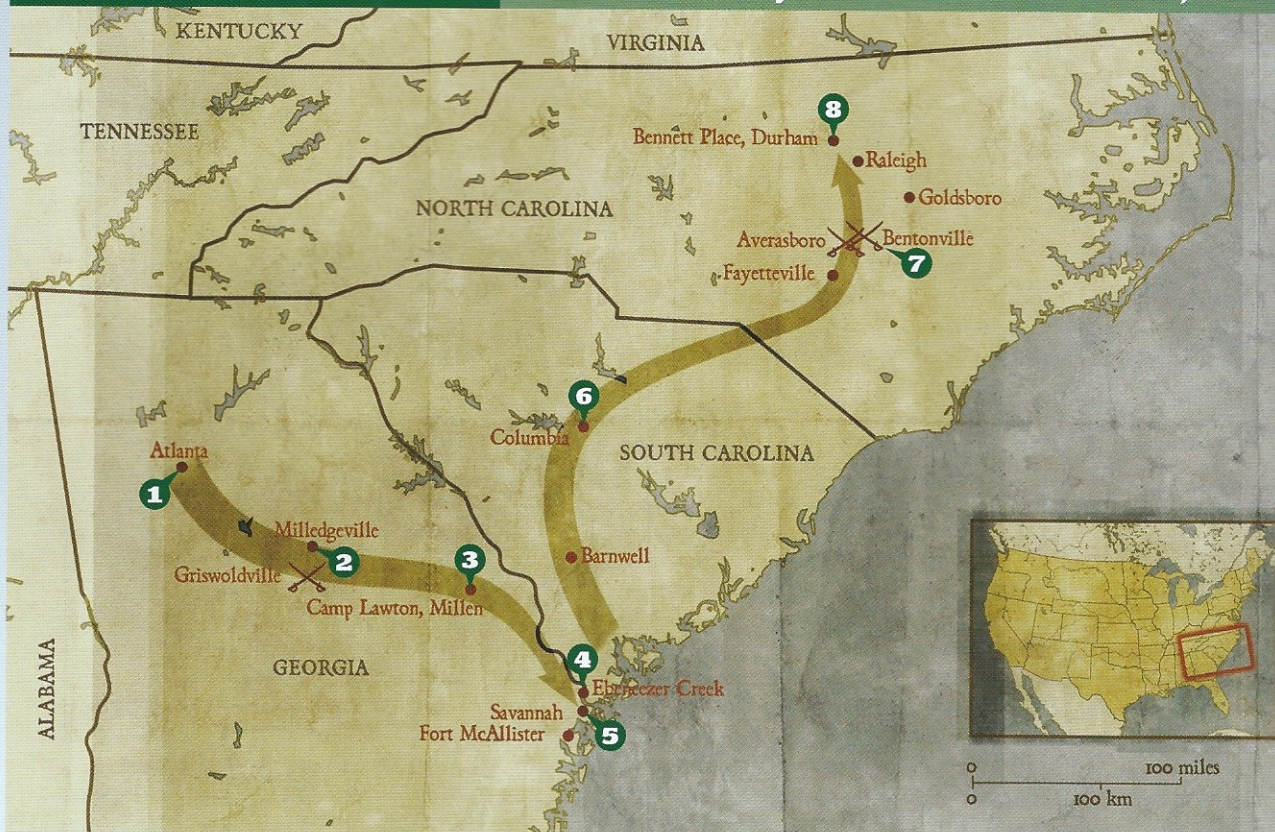 KENTUCKY
VIRGINIA
TENNESSEE
8
Bennett Place, Durham
Raleigh
Goldsboro
NORTH CAROLINA
Averasboro
Bentonville
7
Fayetteville
6
Columbia
SOUTH CAROLINA
Atlanta
1
Milledgeville
2
3
Griswoldville
Camp Lawton, Millen
Barnwell
GEORGIA
ALABAMA
4
Ebeneezer Creek
Savannah
5
Fort McAllister
0 100 miles
0 100 km